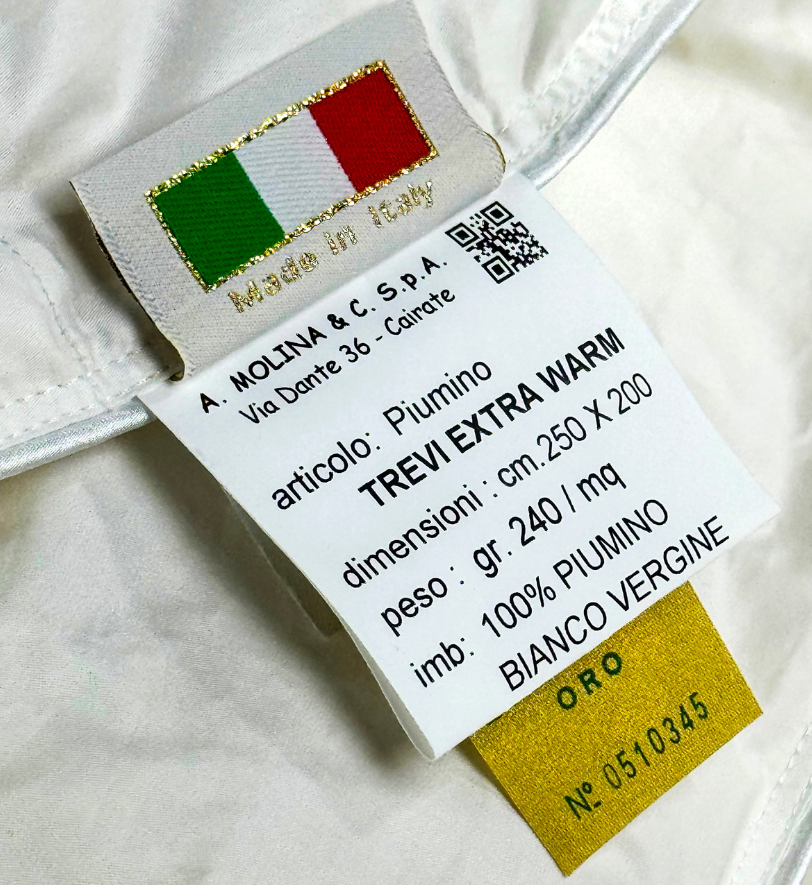 Made in Italy
A. MOLINA & C. S.p.A.
Via Dante 36 - Cairate
articolo: Piumino
TREVI EXTRA WARM
dimensioni : cm.250 X 200
peso : gr. 240 / mq
imb: 100% PIUMINO
BIANCO VERGINE
ORO
Nº 0510345